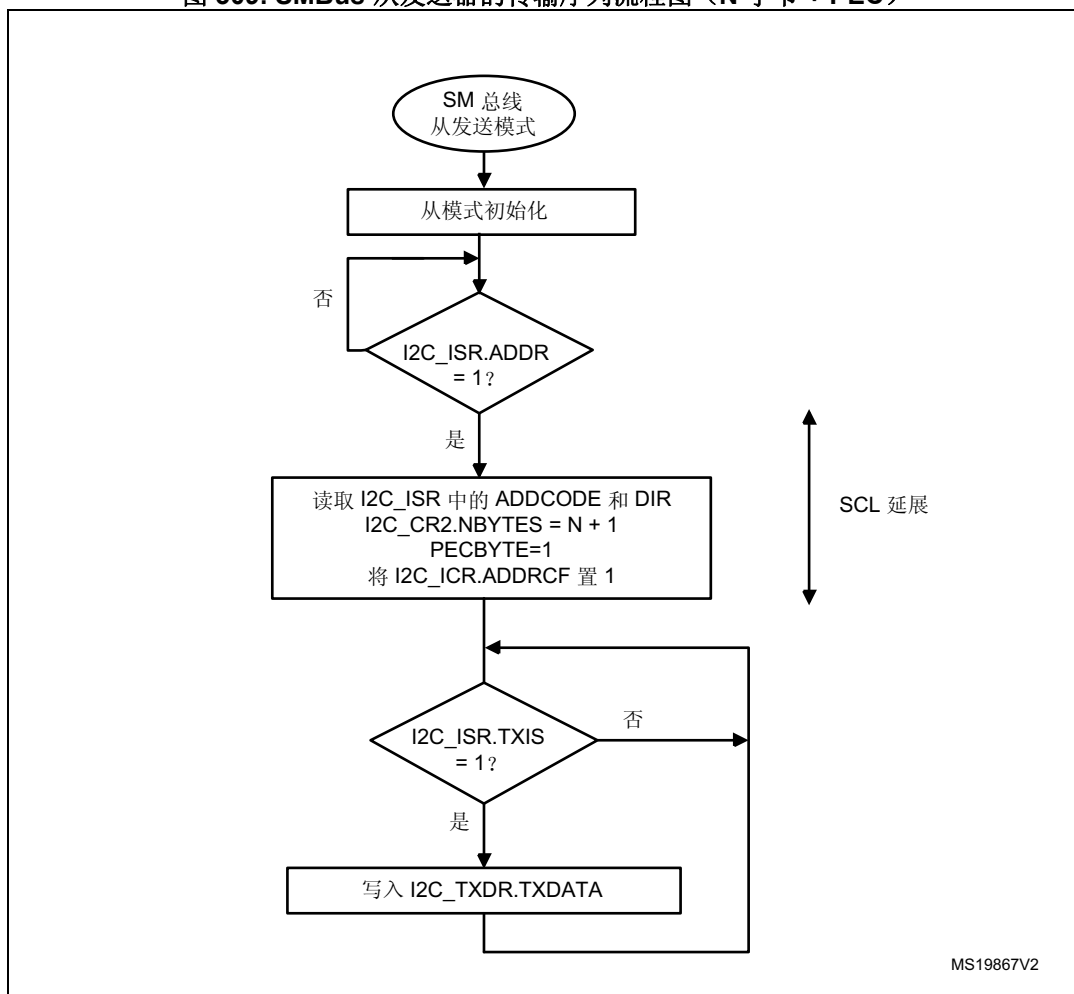 SM 总线
从发送模式
从模式初始化
否
I2C_ISR.ADDR
= 1?
是
读取 I2C_ISR 中的 ADDCODE 和 DIR
I2C_CR2.NBYTES = N + 1
PECBYTE=1
将 I2C_ICR.ADDRCF 置 1
SCL 延展
I2C_ISR.TXIS
= 1?
否
是
写入 I2C_TXDR.TXDATA
MS19867V2